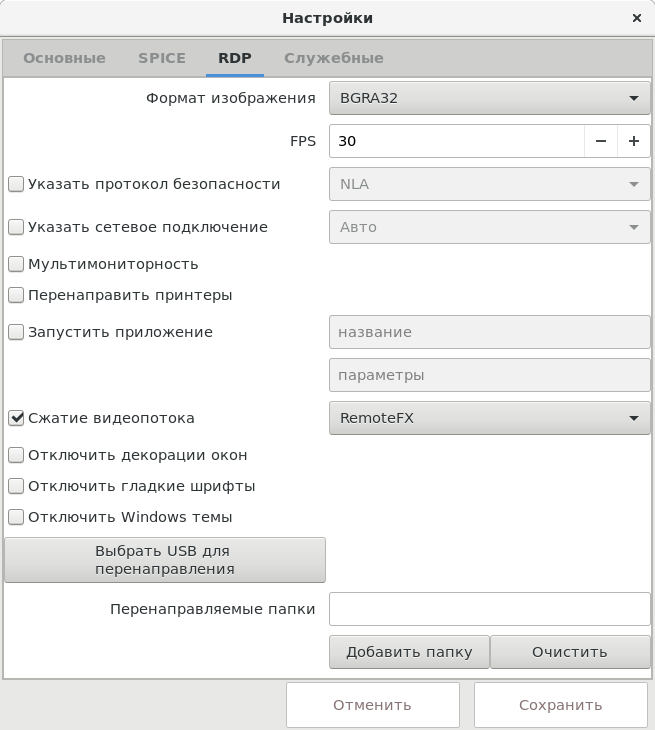 Настройки
Основные SPICE RDP Служебные
Формат изображения BGRA32
FPS 30
Указать протокол безопасности NLA
Указать сетевое подключение Авто
Мультимониторность
Перенаправить принтеры
Запустить приложение название
параметры
Сжатие видеопотока RemoteFX
Отключить декорации окон
Отключить гладкие шрифты
Отключить Windows темы
Выбрать USB для
перенаправления
Перенаправляемые папки
Добавить папку Очистить
Отменить Сохранить